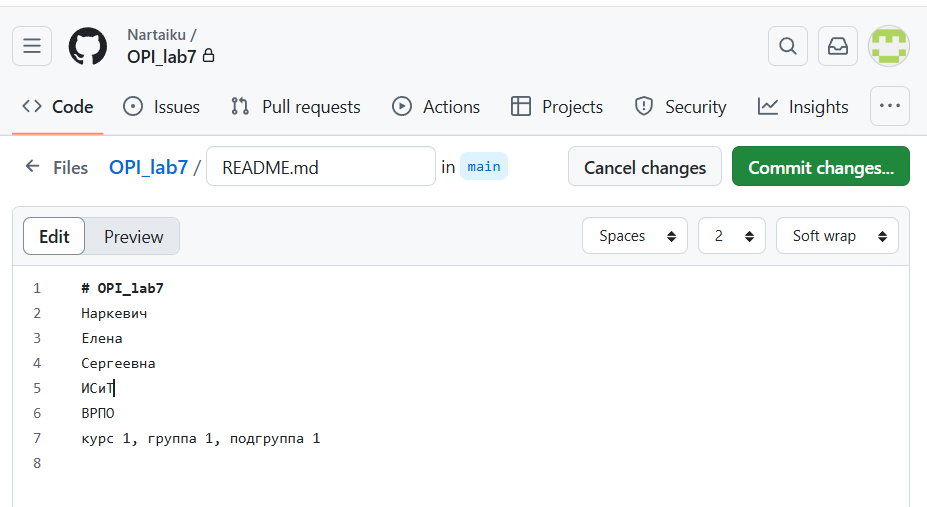 Nartaiku /
OPI_lab7
Code Issues Pull requests Actions Projects Security Insights
Files OPI_lab7 / README.md in main Cancel changes Commit changes...
Edit Preview Spaces 2 Soft wrap
1 # OPI_lab7
2 Наркевич
3 Елена
4 Сергеевна
5 ИСиТ
6 ВРПО
7 курс 1, группа 1, подгруппа 1
8